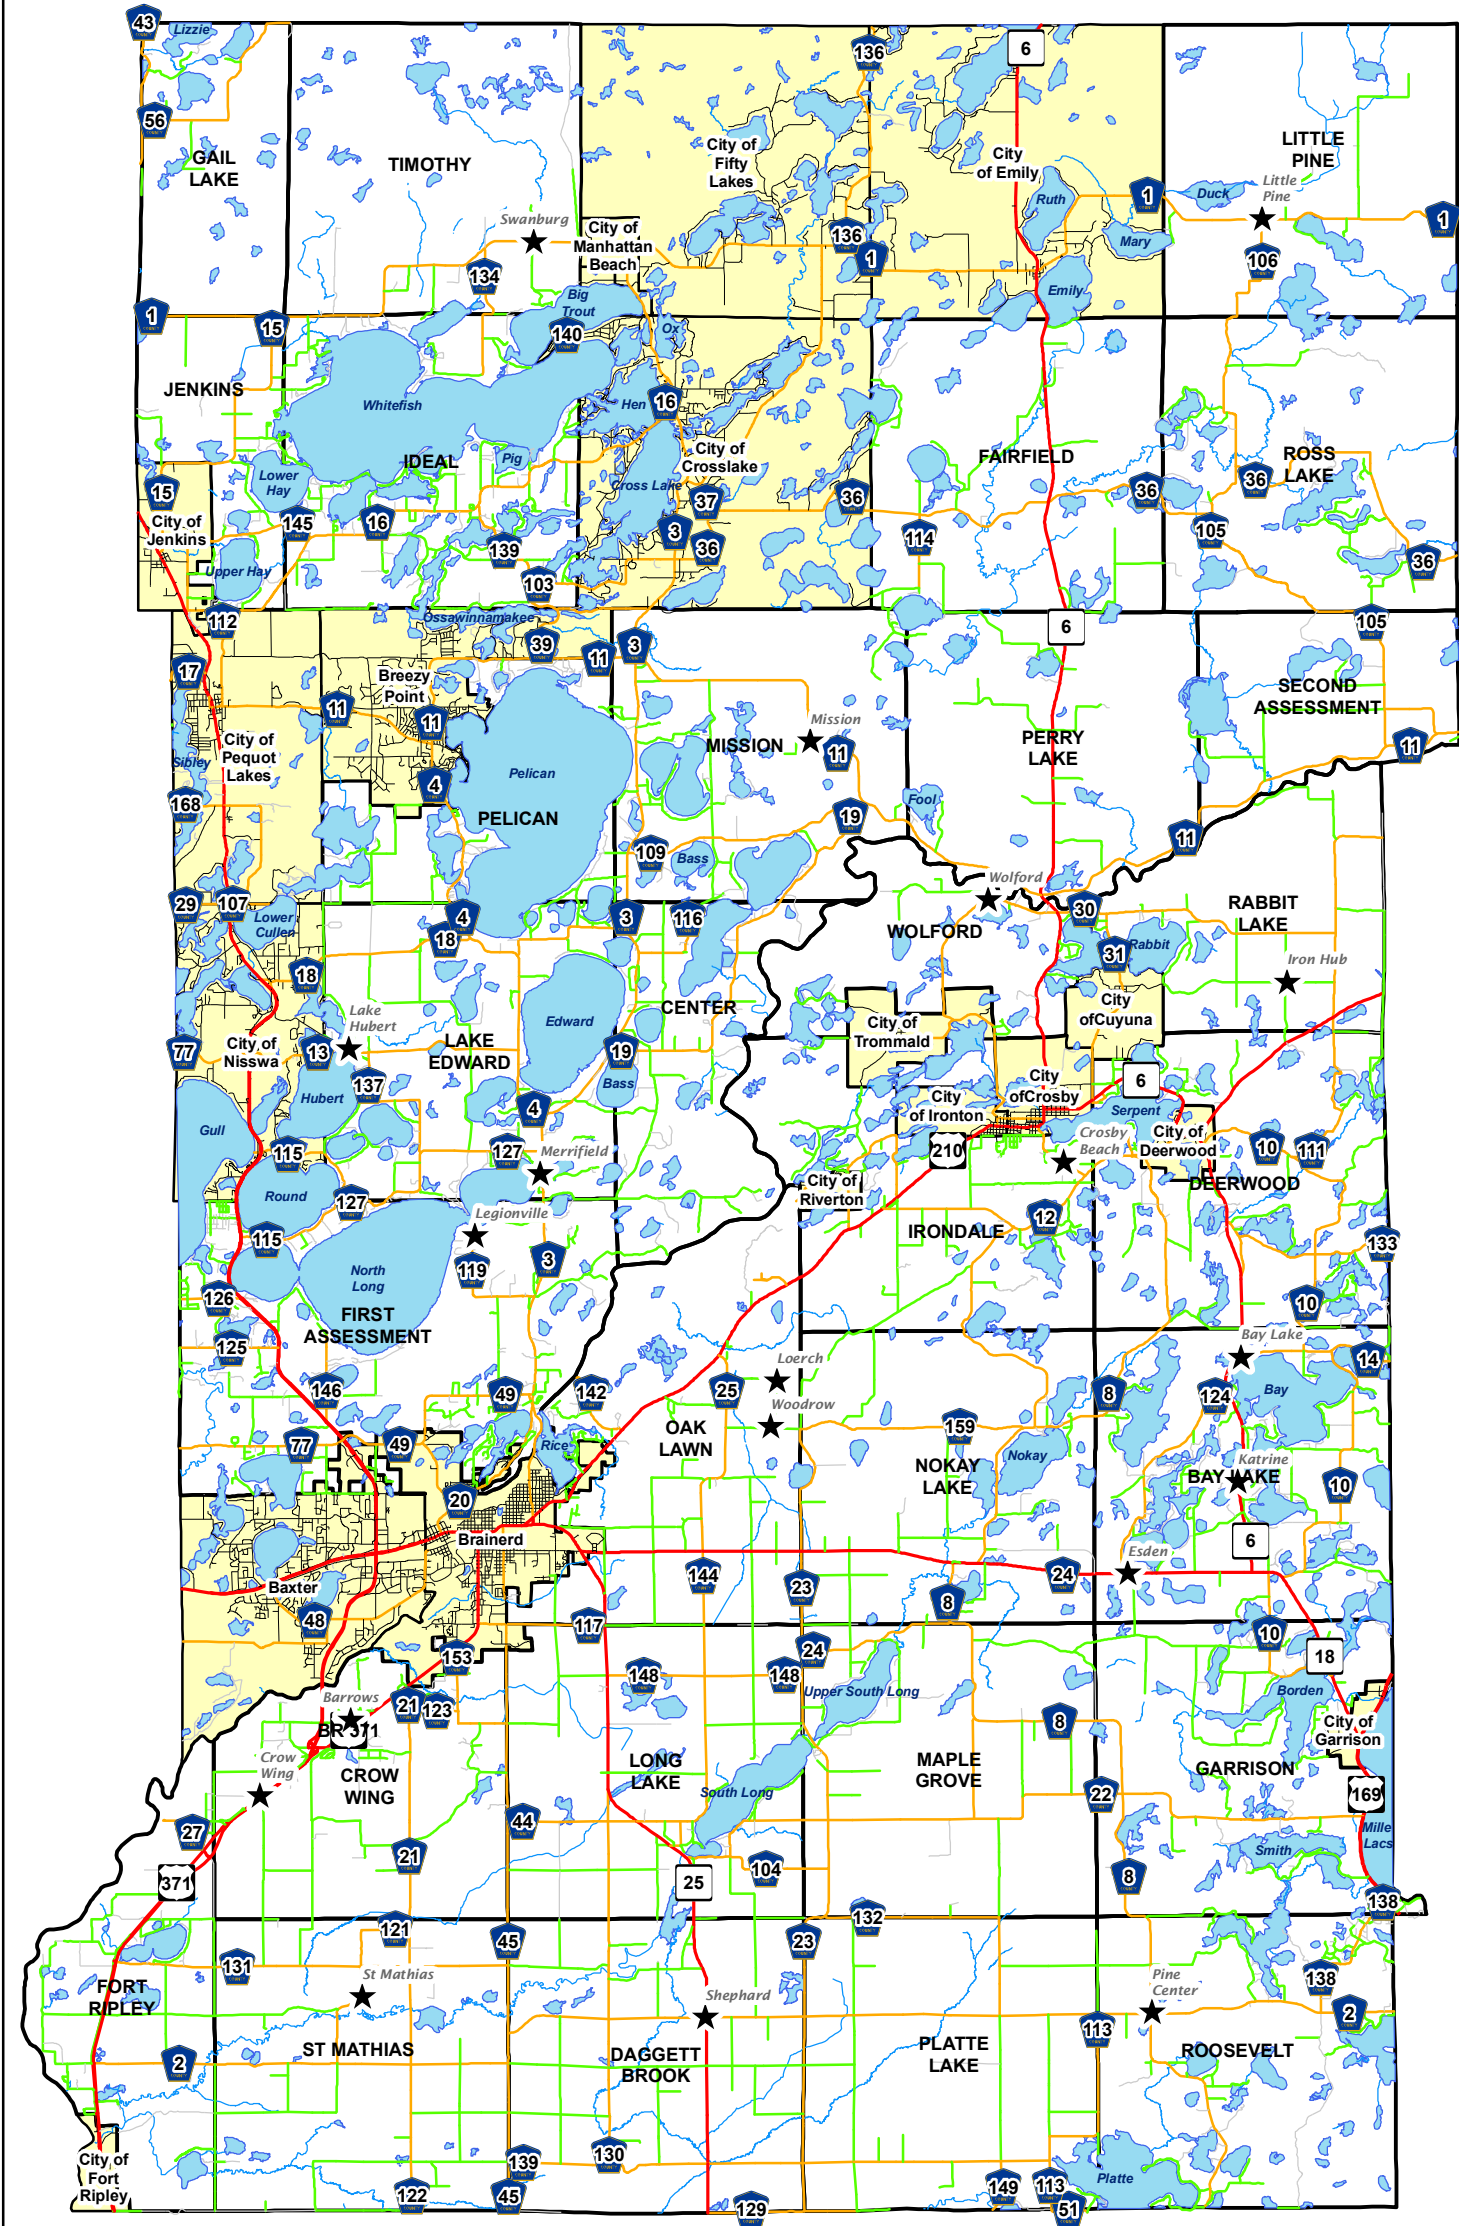 43
Lizzie
136
6
56
GAIL
LAKE
TIMOTHY
City of
Fifty
Lakes
City
of Emily
LITTLE
PINE
Little
Pine
Duck
Ruth
1
1
Swanburg
City of
Manhattan
Beach
136
1
Mary
106
134
Big
Trout
Emily
1
15
140
Ox
JENKINS
Whitefish
Hen
16
IDEAL
Pig
City of
Crosslake
FAIRFIELD
ROSS
LAKE
Lower
Hay
Cross Lake
15
City of
Jenkins
145
16
37
36
36
36
139
3
36
114
105
36
Upper Hay
103
112
Ossawinnamakee
39
11
3
6
105
17
Breezy
Point
11
11
SECOND
ASSESSMENT
City of
Pequot
Lakes
MISSION
Mission
11
PERRY
LAKE
11
Sibley
Pelican
4
168
PELICAN
Fool
19
109
Bass
11
29
107
Lower
Cullen
4
18
3
116
Wolford
30
RABBIT
LAKE
WOLFORD
31
Rabbit
18
Iron Hub
Lake
Hubert
CENTER
City
ofCuyuna
City of
Trommald
77
City of
Nisswa
13
LAKE
EDWARD
Edward
19
137
Bass
6
Hubert
4
City
of Ironton
City
ofCrosby
Serpent
Gull
115
127
Merrifield
210
Crosby
Beach
City of
Deerwood
10
111
Round
127
City of
Riverton
DEERWOOD
Legionville
12
IRONDALE
115
119
3
133
North
Long
126
10
FIRST
ASSESSMENT
125
Bay Lake
14
146
49
142
25
Loerch
Woodrow
8
124
Bay
77
49
Rice
OAK
LAWN
159
Nokay
NOKAY
LAKE
Katrine
BAY LAKE
10
20
Brainerd
6
Baxter
144
23
8
24
Esden
48
117
10
153
24
18
148
148
Upper South Long
Borden
Barrows
BR 371
21
123
8
City of
Garrison
Crow
Wing
CROW
WING
LONG
LAKE
South Long
MAPLE
GROVE
GARRISON
22
169
27
44
Mille
Lacs
21
Smith
371
25
104
8
138
121
45
23
132
131
FORT
RIPLEY
St Mathias
Shephard
Pine
Center
138
2
113
2
ST MATHIAS
DAGGETT
BROOK
PLATTE
LAKE
ROOSEVELT
City of
Fort
Ripley
139
130
122
45
129
149
113
51
Platte